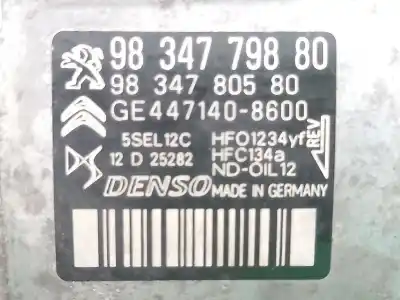 98 347 798 80
98 347 805 80
GE447140-8600
5SEL12C HFO1234yf
12 D 25282 HFC134a
ND-OIL12
REV
DENSO MADE IN GERMANY